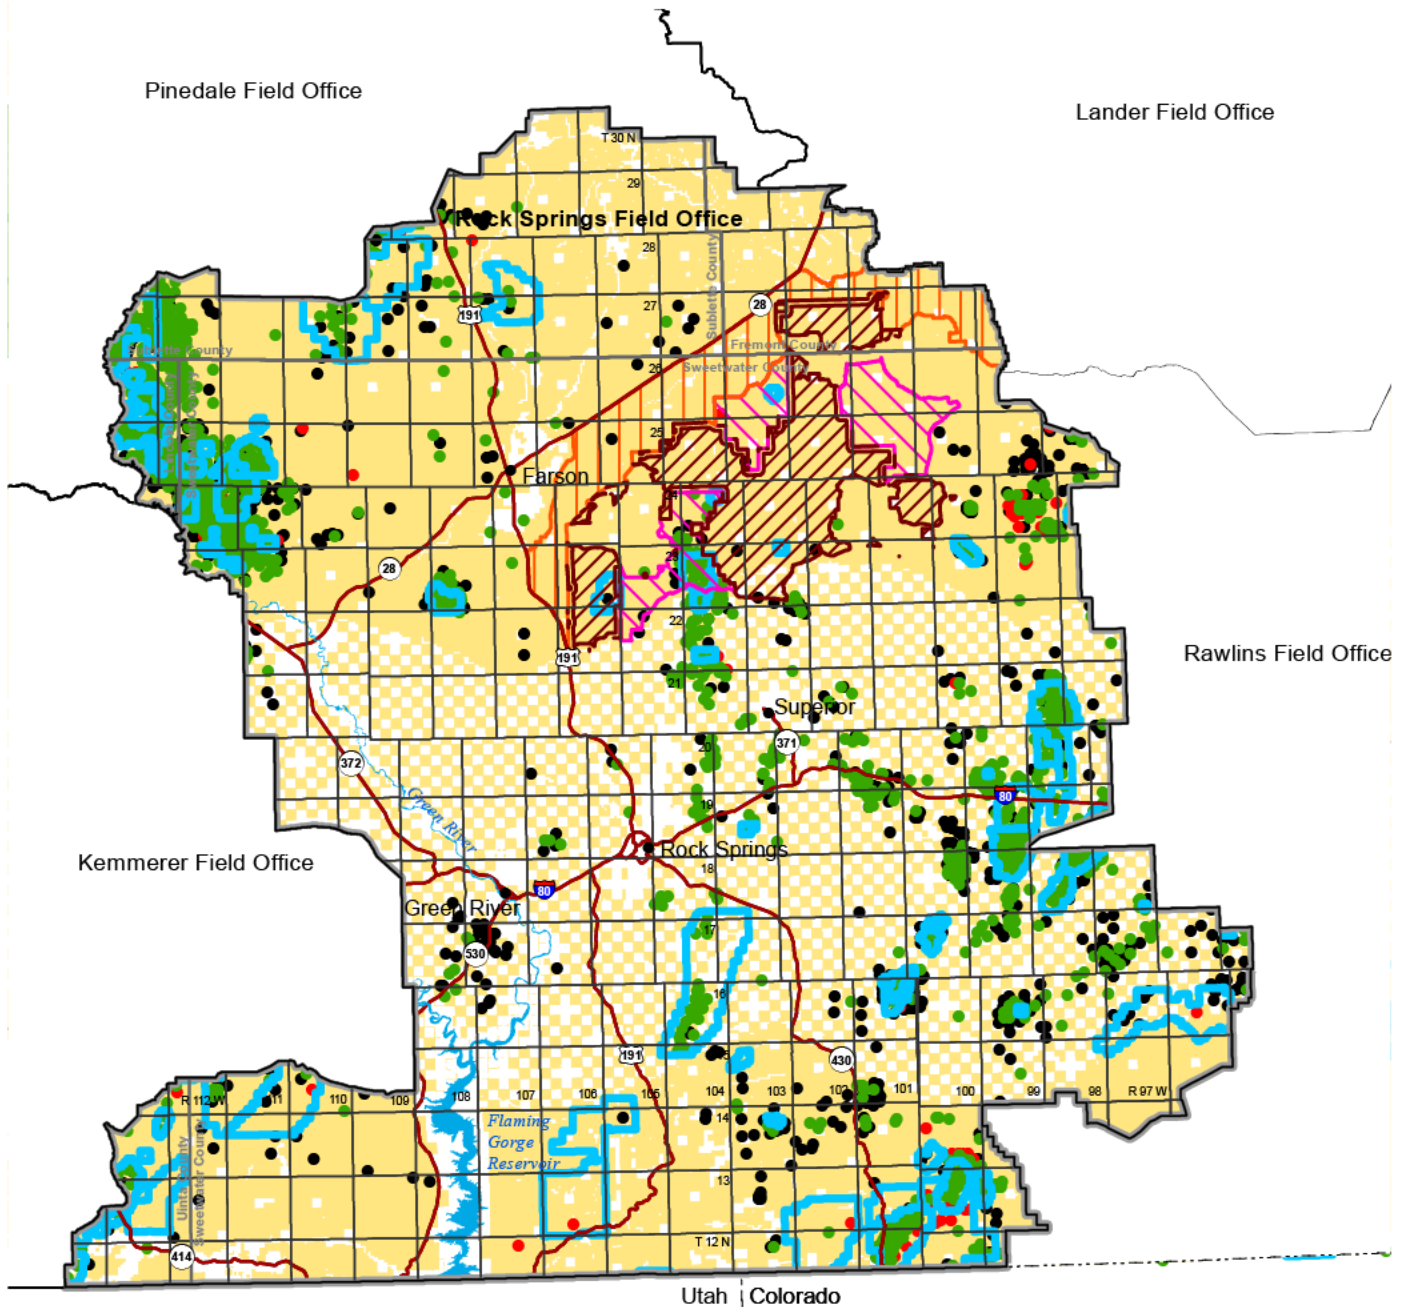 Pinedale Field Office
Lander Field Office
T 30 N
29
Rock Springs Field Office
28
Sublette County
27
28
191
Fremont County
Sublette County
26
Sweetwater County
25
Farson
24
23
28
22
191
Rawlins Field Office
21
Superior
20
371
372
Green River
19
80
Rock Springs
Kemmerer Field Office
18
80
Green River
17
530
16
191
15
430
R 112 W
111
110
109
108
107
106
105
104
103
102
101
100
99
98
R 97 W
14
Flaming
Gorge
Reservoir
Uinta County
Sweetwater County
13
T 12 N
414
Utah
Colorado